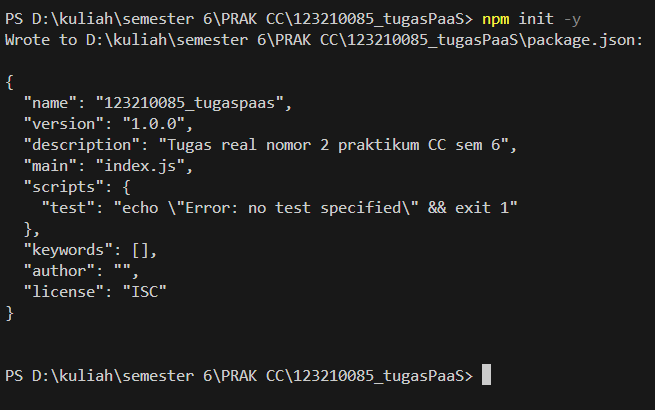 PS D:\kuliah\semester 6\PRAK CC\123210085_tugasPaaS> npm init -y
Wrote to D:\kuliah\semester 6\PRAK CC\123210085_tugasPaaS\package.json:
{
  "name": "123210085_tugaspaas",
  "version": "1.0.0",
  "description": "Tugas real nomor 2 praktikum CC sem 6",
  "main": "index.js",
  "scripts": {
    "test": "echo \"Error: no test specified\" && exit 1"
  },
  "keywords": [],
  "author": "",
  "license": "ISC"
}
PS D:\kuliah\semester 6\PRAK CC\123210085_tugasPaaS>